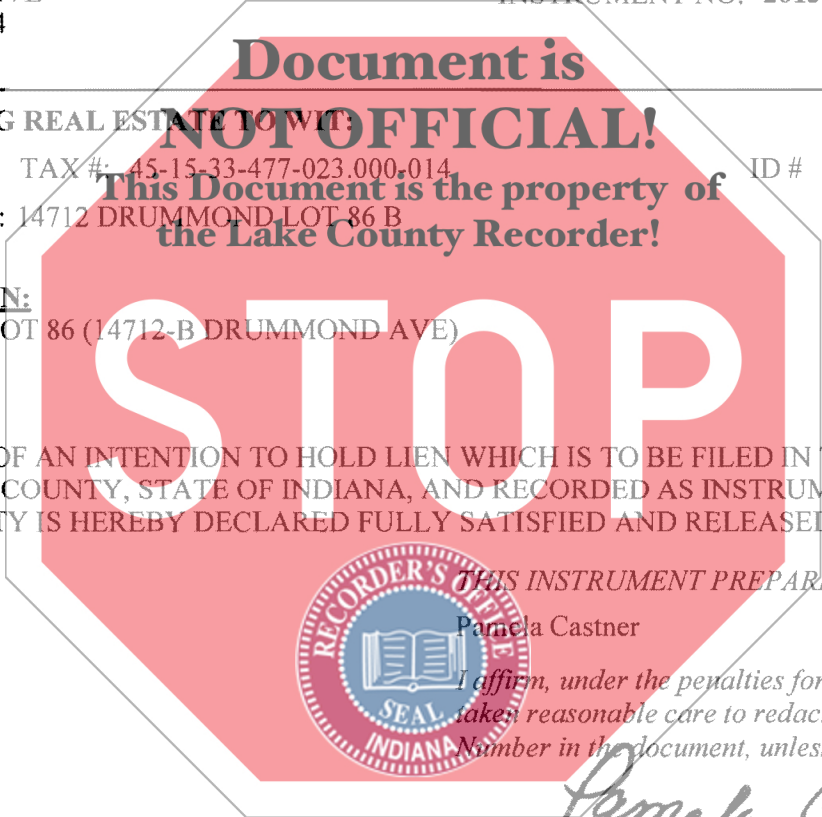 4
Document is
G REAL ESTATE TO WIT:
NOT OFFICIAL!
TAX #: 45-15-33-477-023.000-014 ID #
This Document is the property of
: 14712 DRUMMOND LOT 86 B
the Lake County Recorder!
N:
OT 86 (14712-B DRUMMOND AVE)
STOP
OF AN INTENTION TO HOLD LIEN WHICH IS TO BE FILED IN
COUNTY, STATE OF INDIANA, AND RECORDED AS INSTRUM
TY IS HEREBY DECLARED FULLY SATISFIED AND RELEASED
RECORDER'S OFFICE
SEAL
INDIANA
THIS INSTRUMENT PREPAR
Pamela Castner
I affirm, under the penalties for
taken reasonable care to redac
Number in the document, unles
Pamela